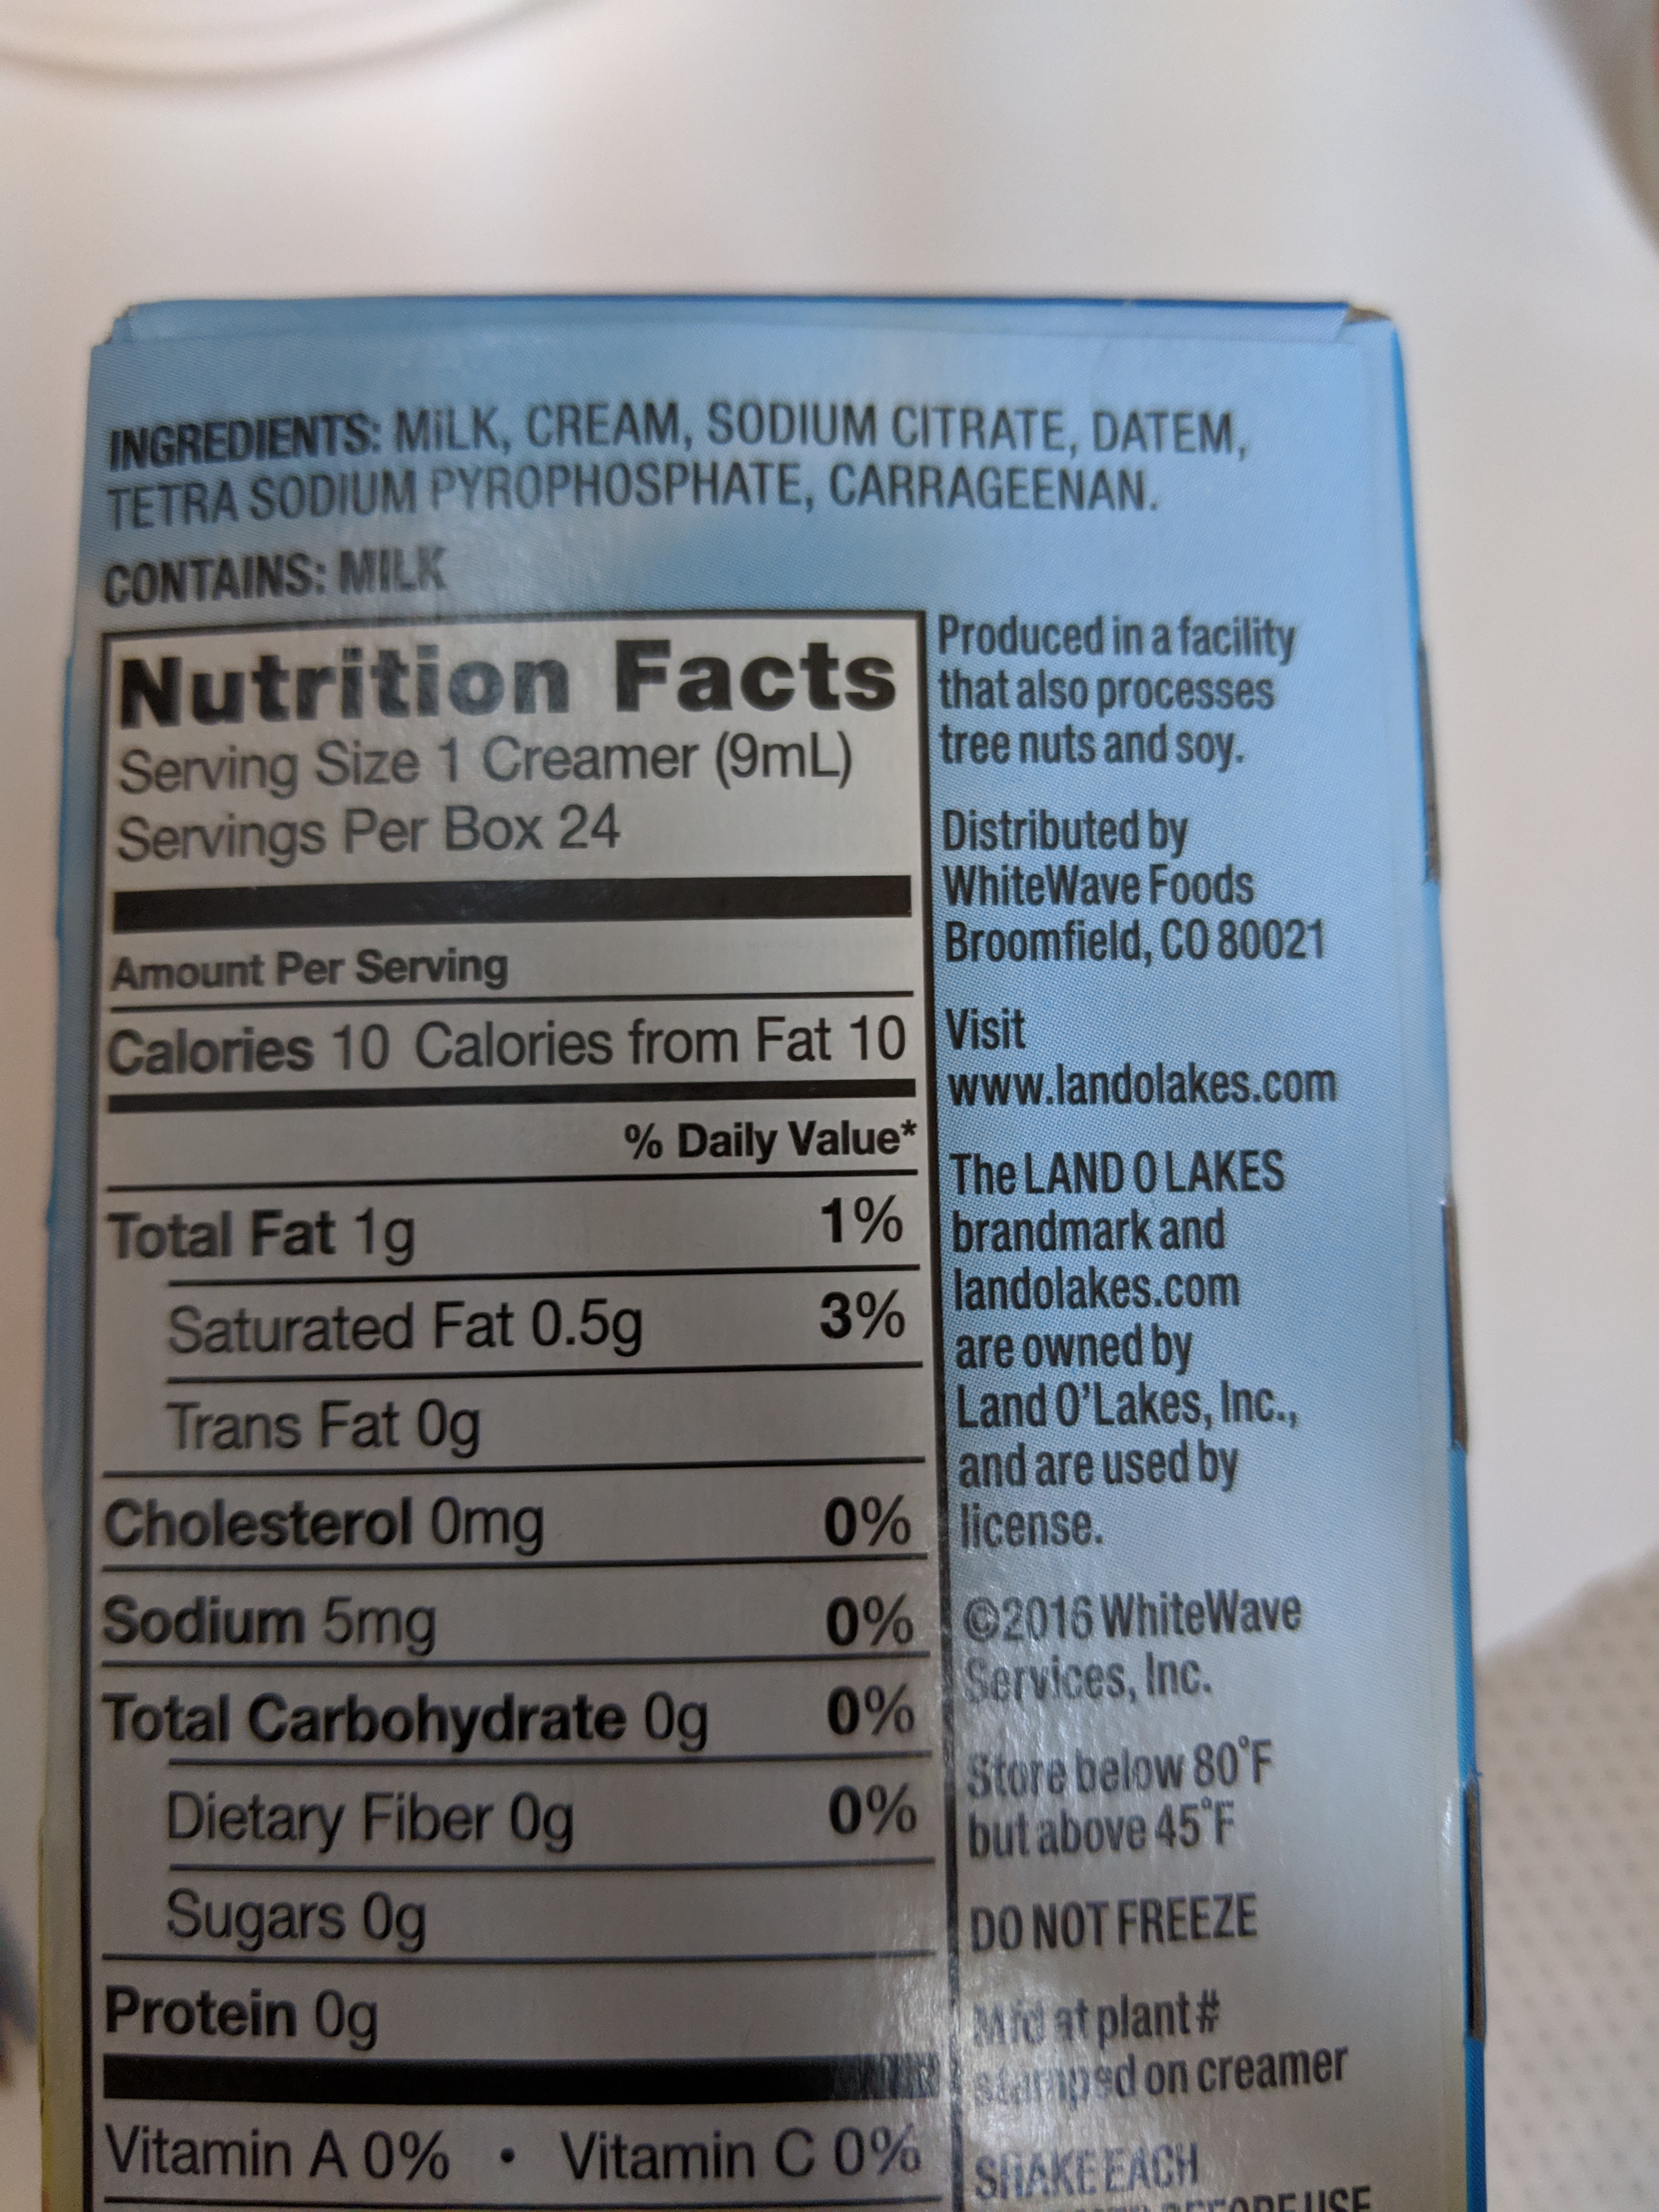 INGREDIENTS: MILK, CREAM, SODIUM CITRATE, DATEM,
TETRA SODIUM PYROPHOSPHATE, CARRAGEENAN.
CONTAINS: MILK
Nutrition Facts
Serving Size 1 Creamer (9mL)
Servings Per Box 24
Amount Per Serving
Calories 10 Calories from Fat 10
% Daily Value*
Total Fat 1g 1%
Saturated Fat 0.5g 3%
Trans Fat 0g
Cholesterol 0mg 0%
Sodium 5mg 0%
Total Carbohydrate 0g 0%
Dietary Fiber 0g 0%
Sugars 0g
Protein 0g
Vitamin A 0% • Vitamin C 0%
Produced in a facility
that also processes
tree nuts and soy.
Distributed by
WhiteWave Foods
Broomfield, CO 80021
Visit
www.landolakes.com
The LAND O LAKES
brandmark and
landolakes.com
are owned by
Land O'Lakes, Inc.,
and are used by
license.
©2016 WhiteWave
Services, Inc.
Store below 80°F
but above 45°F
DO NOT FREEZE
Mfd at plant #
stamped on creamer
SHAKE EACH
BEFORE USE